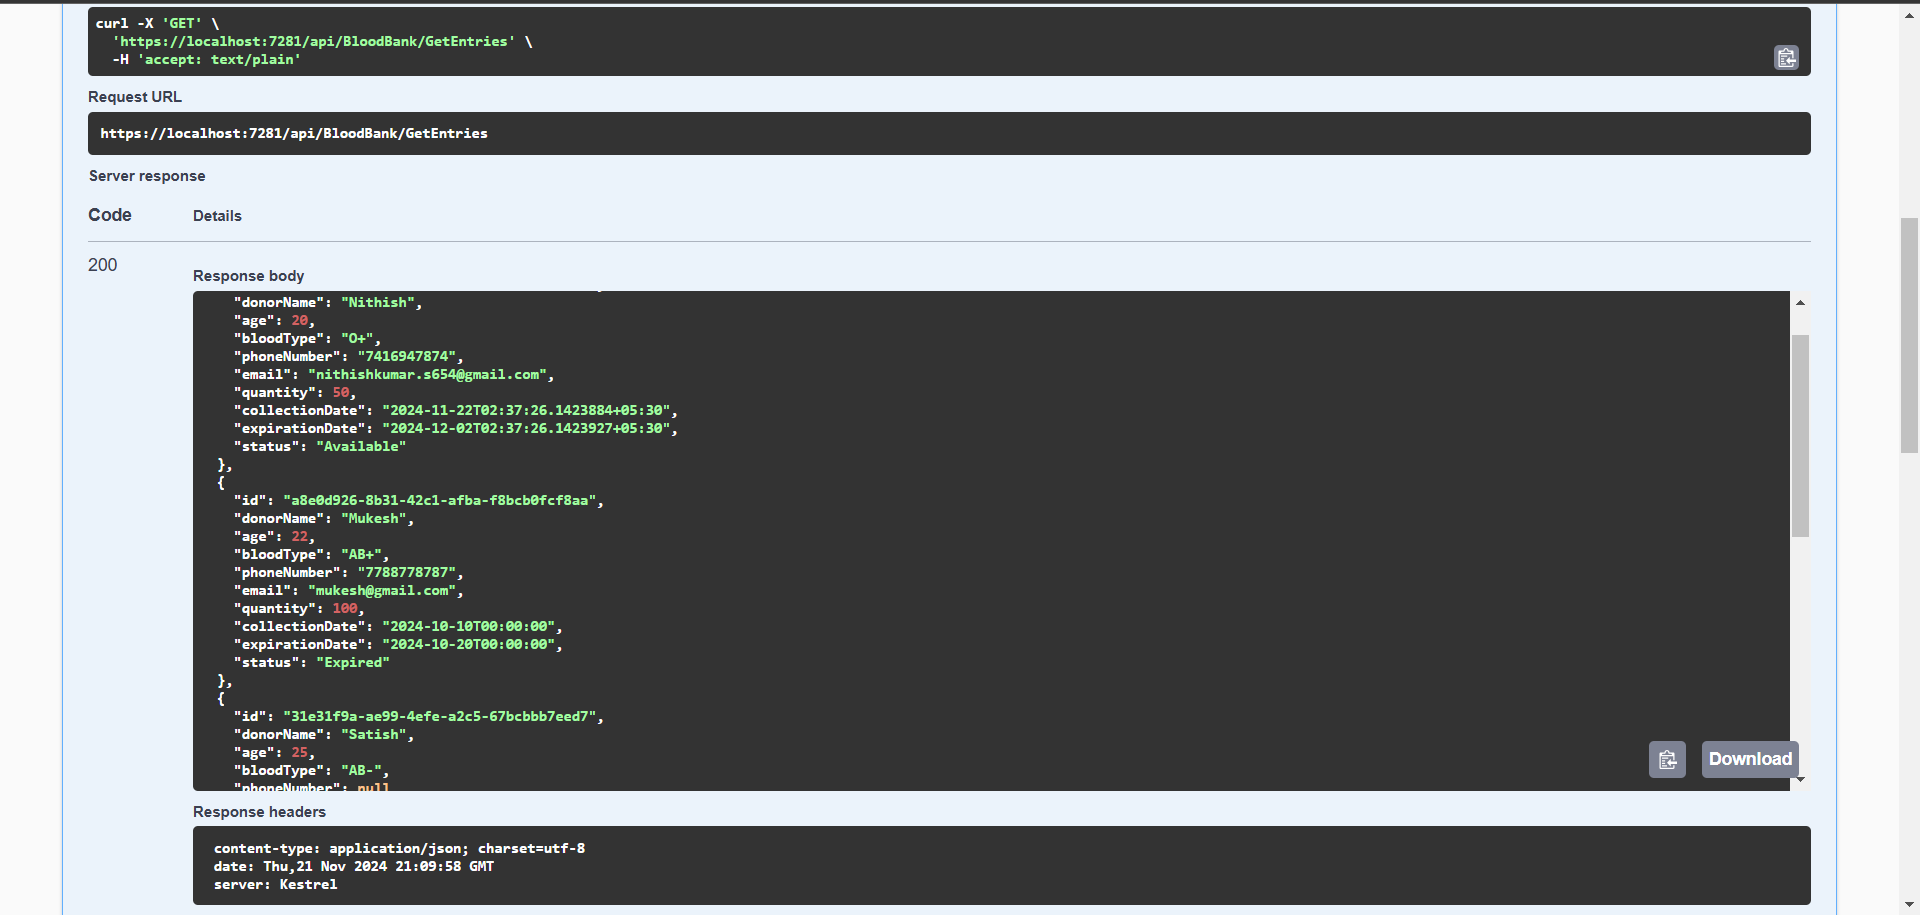 curl -X 'GET' \
  'https://localhost:7281/api/BloodBank/GetEntries' \
  -H 'accept: text/plain'
Request URL
https://localhost:7281/api/BloodBank/GetEntries
Server response
Code Details
200
Response body
"donorName": "Nithish",
"age": 20,
"bloodType": "O+",
"phoneNumber": "7416947874",
"email": "nithishkumar.s654@gmail.com",
"quantity": 50,
"collectionDate": "2024-11-22T02:37:26.1423884+05:30",
"expirationDate": "2024-12-02T02:37:26.1423927+05:30",
"status": "Available"
},
{
"id": "a8e0d926-8b31-42c1-afba-f8bcb0fcf8aa",
"donorName": "Mukesh",
"age": 22,
"bloodType": "AB+",
"phoneNumber": "7788778787",
"email": "mukesh@gmail.com",
"quantity": 100,
"collectionDate": "2024-10-10T00:00:00",
"expirationDate": "2024-10-20T00:00:00",
"status": "Expired"
},
{
"id": "31e31f9a-ae99-4efe-a2c5-67bcbbb7eed7",
"donorName": "Satish",
"age": 25,
"bloodType": "AB-",
"phoneNumber": null
Download
Response headers
content-type: application/json; charset=utf-8
date: Thu,21 Nov 2024 21:09:58 GMT
server: Kestrel